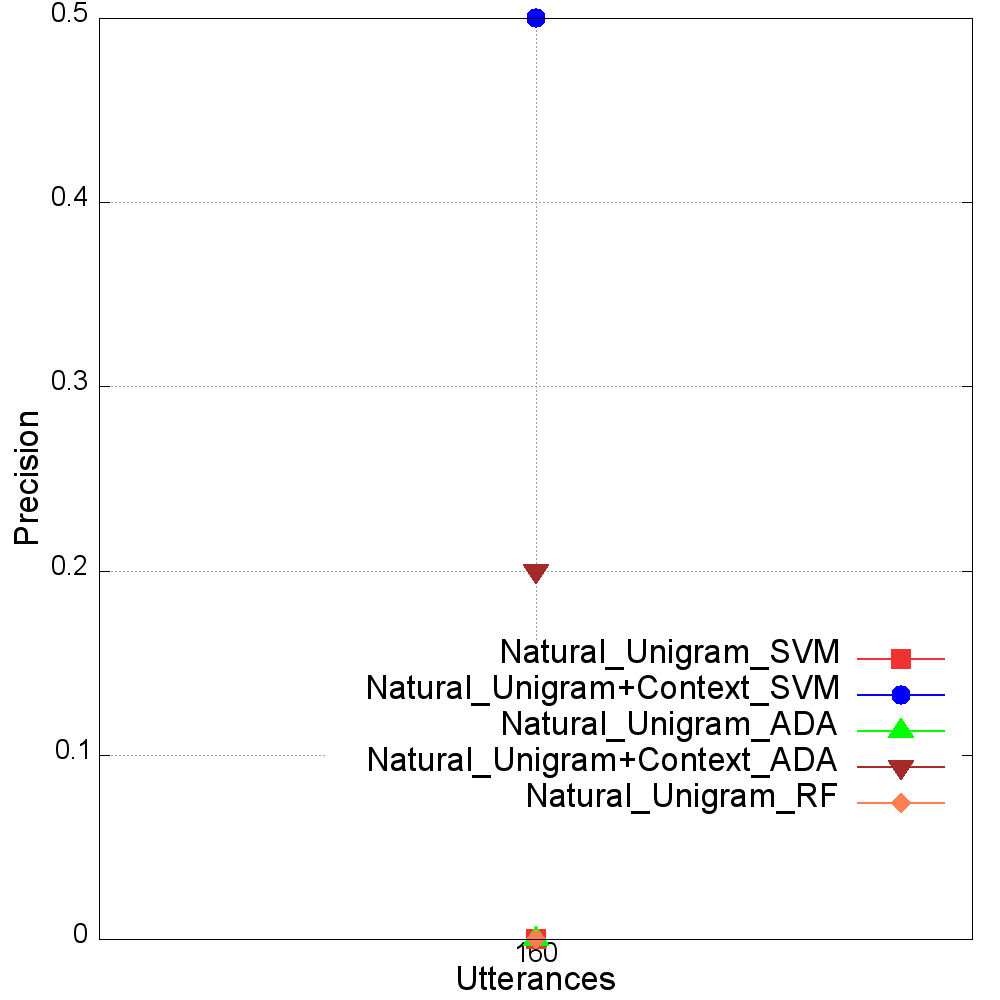 0.5
0.4
0.3
0.2
0.1
0
Precision
Natural_Unigram_SVM
Natural_Unigram+Context_SVM
Natural_Unigram_ADA
Natural_Unigram+Context_ADA
Natural_Unigram_RF
160
Utterances